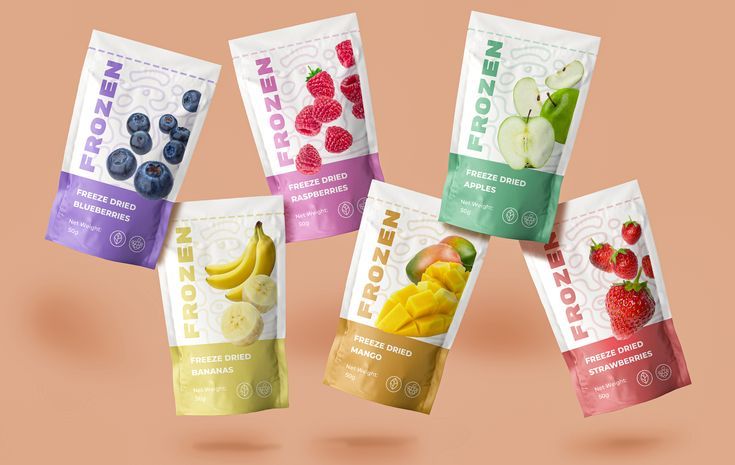 FROZEN
FREEZE DRIED
BLUEBERRIES
Net Weight:
50g
FROZEN
FREEZE DRIED
RASPBERRIES
Net Weight:
50g
FROZEN
FREEZE DRIED
APPLES
Net Weight:
50g
FROZEN
FREEZE DRIED
BANANAS
Net Weight:
50g
FROZEN
FREEZE DRIED
MANGO
Net Weight:
50g
FROZEN
FREEZE DRIED
STRAWBERRIES
Net Weight:
50g